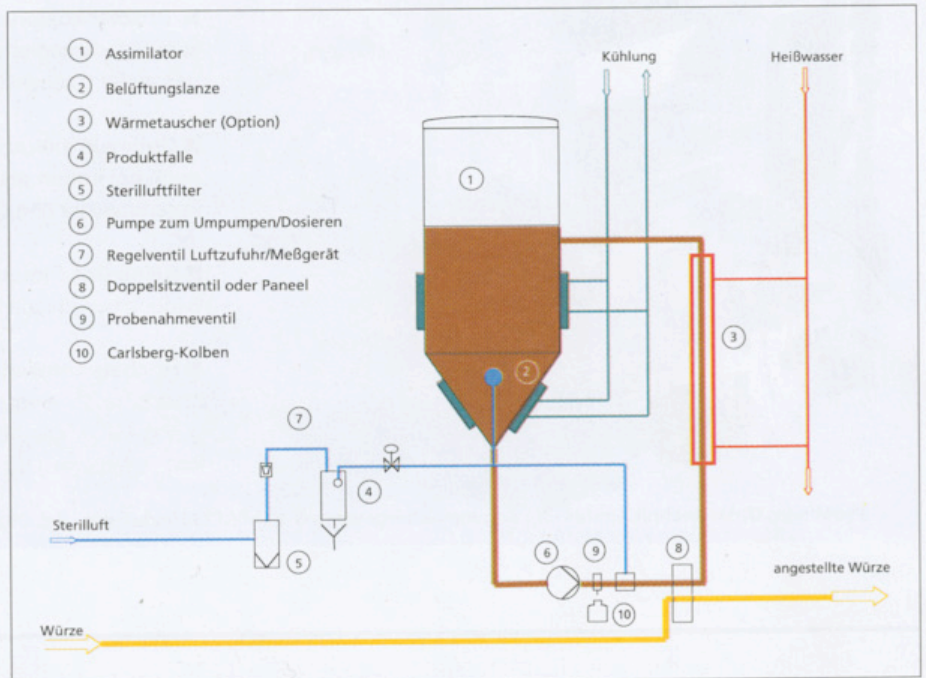 1 Assimilator
2 Belüftungslanze
3 Wärmetauscher (Option)
4 Produktfalle
5 Sterilluftfilter
6 Pumpe zum Umpumpen/Dosieren
7 Regelventil Luftzufuhr/Meßgerät
8 Doppelsitzventil oder Paneel
9 Probenahmeventil
10 Carlsberg-Kolben
Kühlung
Heißwasser
1
3
2
7
4
Sterilluft
5
6
9
8
10
angestellte Würze
Würze